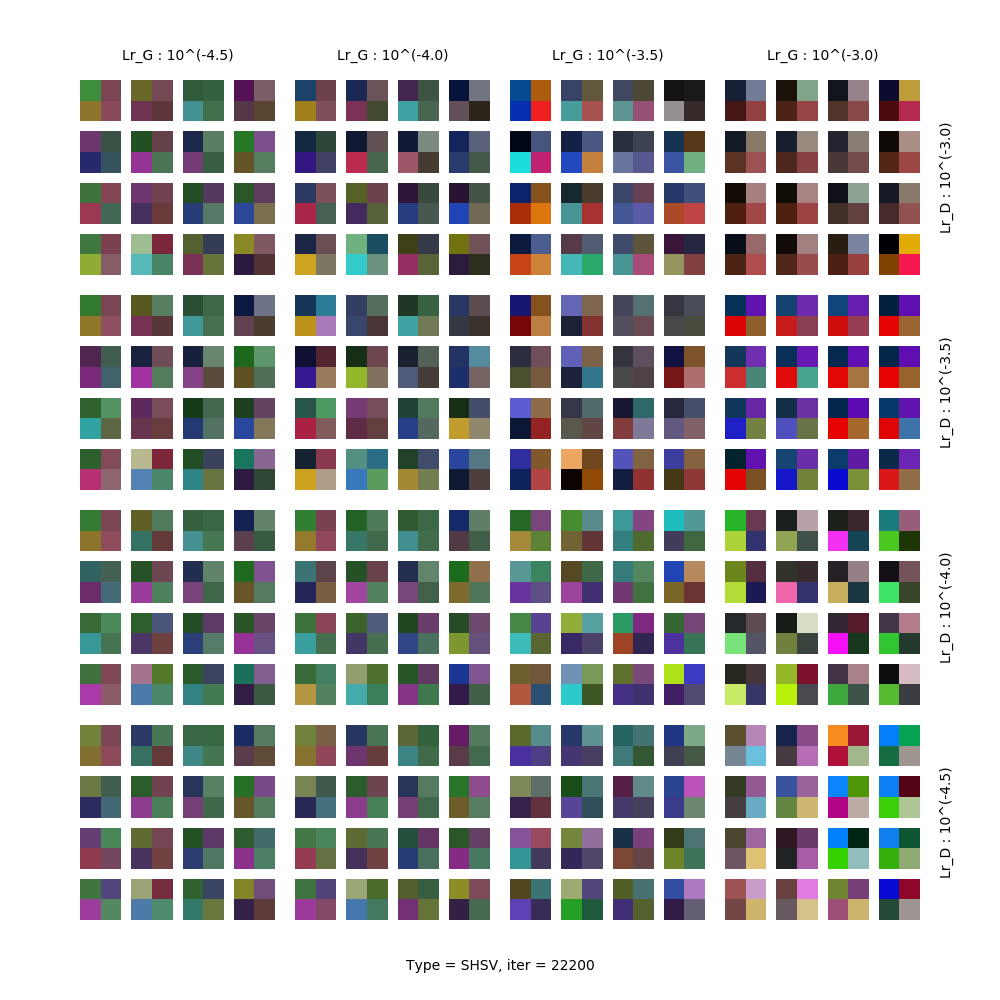 Lr_G : 10^(-4.5)
Lr_G : 10^(-4.0)
Lr_G : 10^(-3.5)
Lr_G : 10^(-3.0)
Lr_D : 10^(-3.0)
Lr_D : 10^(-3.5)
Lr_D : 10^(-4.0)
Lr_D : 10^(-4.5)
Type = SHSV, iter = 22200